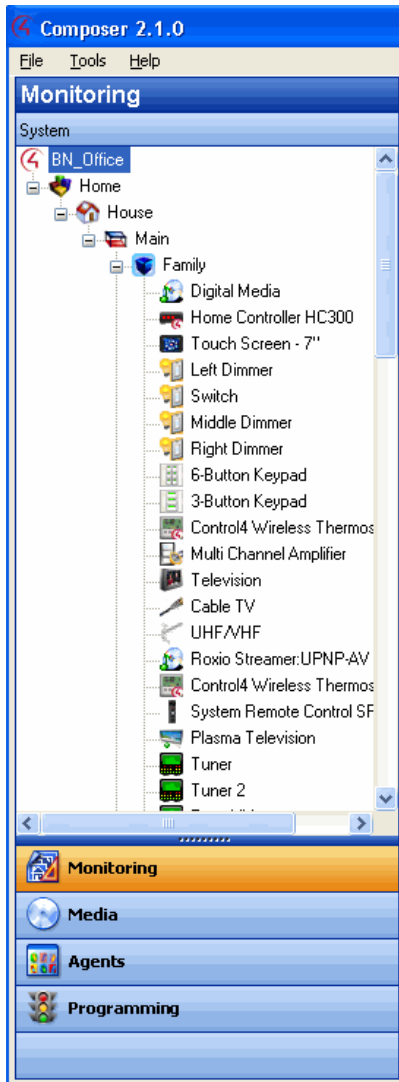 Composer 2.1.0
File Tools Help
Monitoring
System
BN_Office
Home
House
Main
Family
Digital Media
Home Controller HC300
Touch Screen - 7"
Left Dimmer
Switch
Middle Dimmer
Right Dimmer
6-Button Keypad
3-Button Keypad
Control4 Wireless Thermos
Multi Channel Amplifier
Television
Cable TV
UHF/VHF
Roxio Streamer:UPNP-AV
Control4 Wireless Thermos
System Remote Control SR
Plasma Television
Tuner
Tuner 2
Monitoring
Media
Agents
Programming